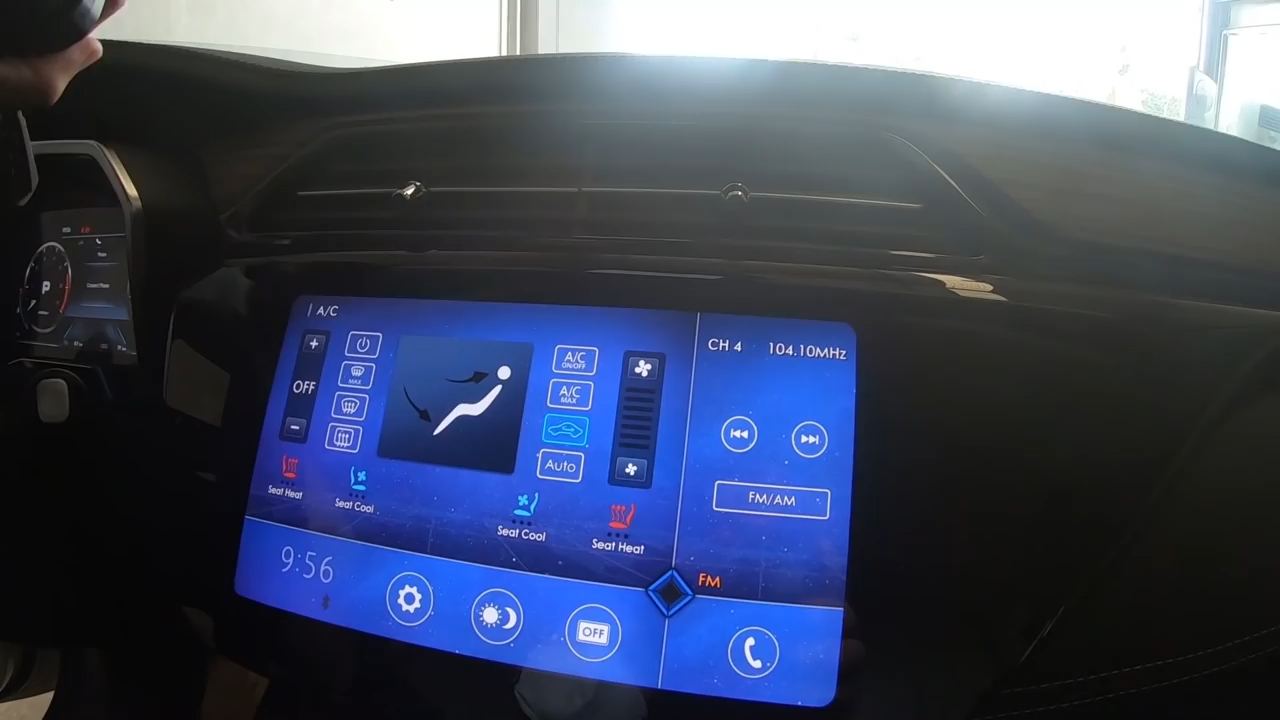 A/C
CH 4 104.10MHz
+
OFF
-
MAX
A/C
ON/OFF
A/C
MAX
Auto
Seat Heat
Seat Cool
Seat Cool
Seat Heat
FM/AM
FM
9:56
OFF
P